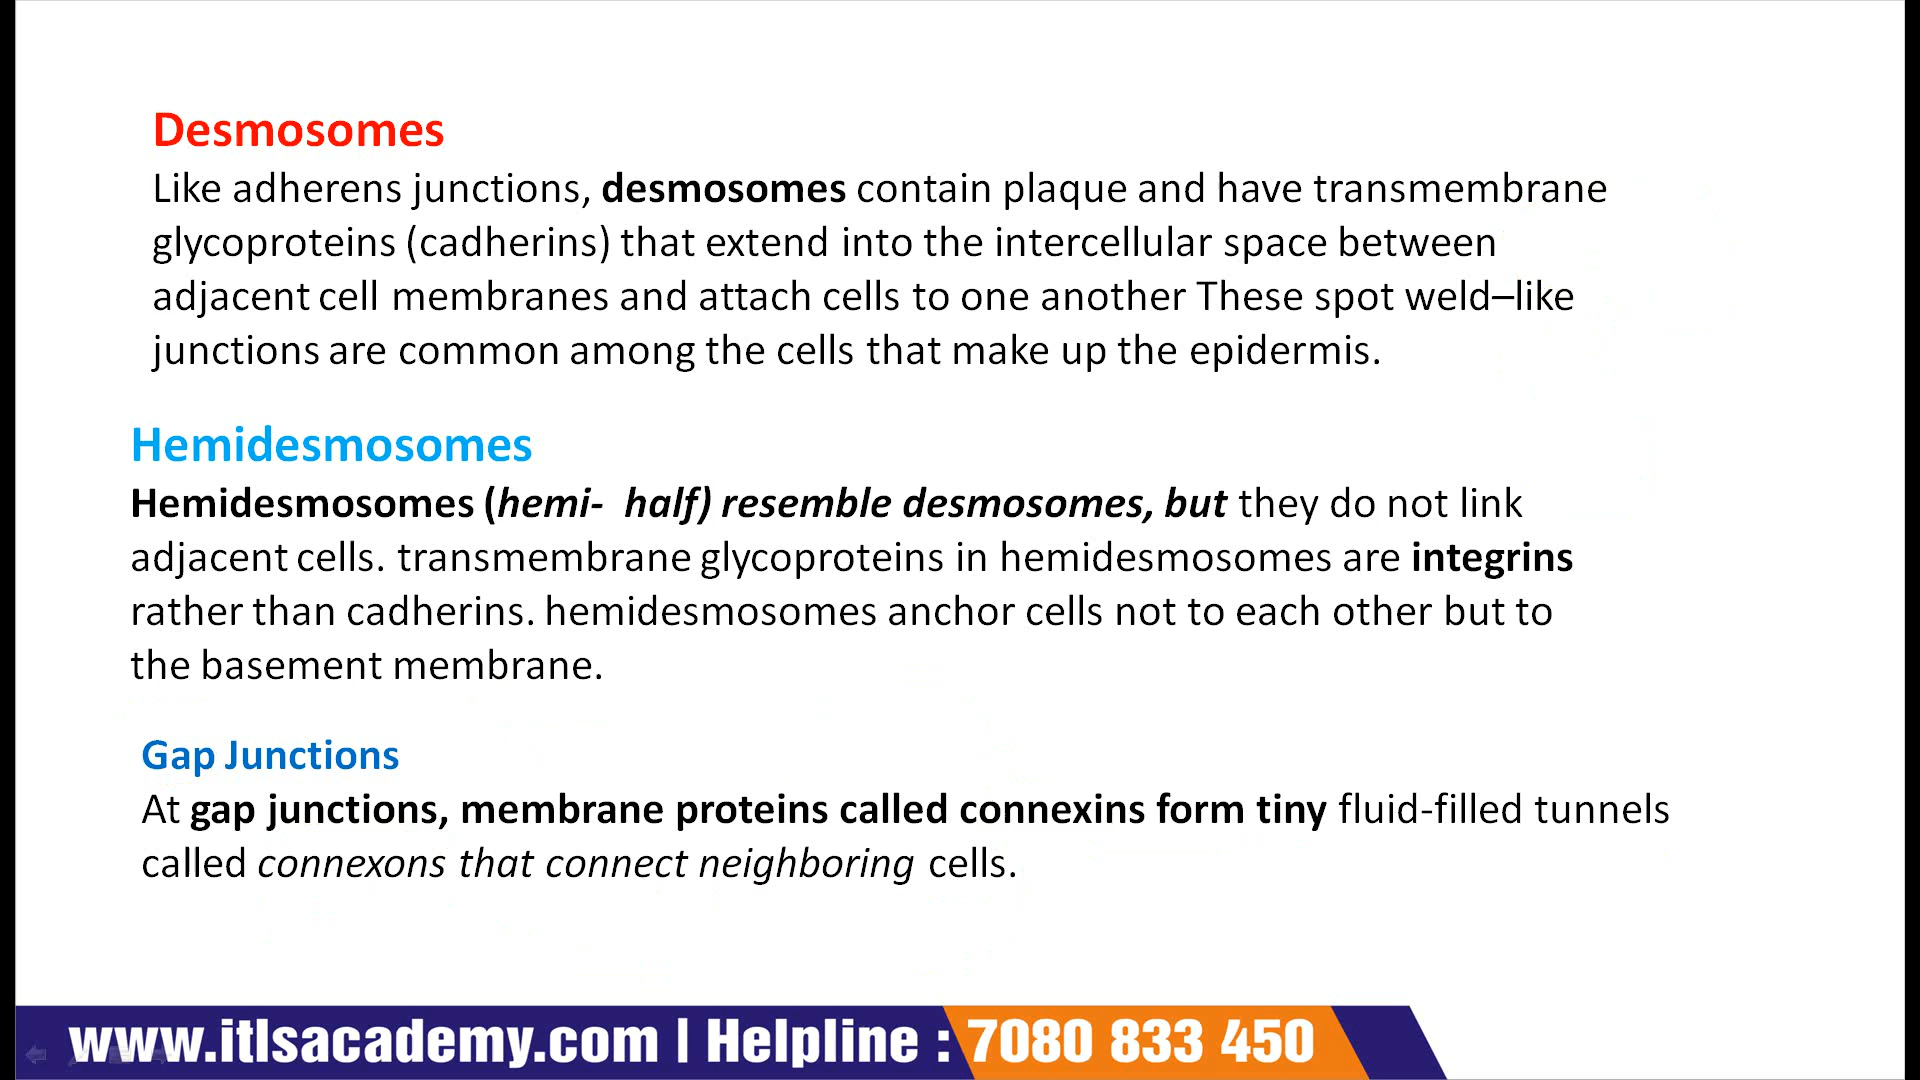 Desmosomes
Like adherens junctions, desmosomes contain plaque and have transmembrane
glycoproteins (cadherins) that extend into the intercellular space between
adjacent cell membranes and attach cells to one another These spot weld–like
junctions are common among the cells that make up the epidermis.
Hemidesmosomes
Hemidesmosomes (hemi- half) resemble desmosomes, but they do not link
adjacent cells. transmembrane glycoproteins in hemidesmosomes are integrins
rather than cadherins. hemidesmosomes anchor cells not to each other but to
the basement membrane.
Gap Junctions
At gap junctions, membrane proteins called connexins form tiny fluid-filled tunnels
called connexons that connect neighboring cells.
www.itlsacademy.com | Helpline : 7080 833 450